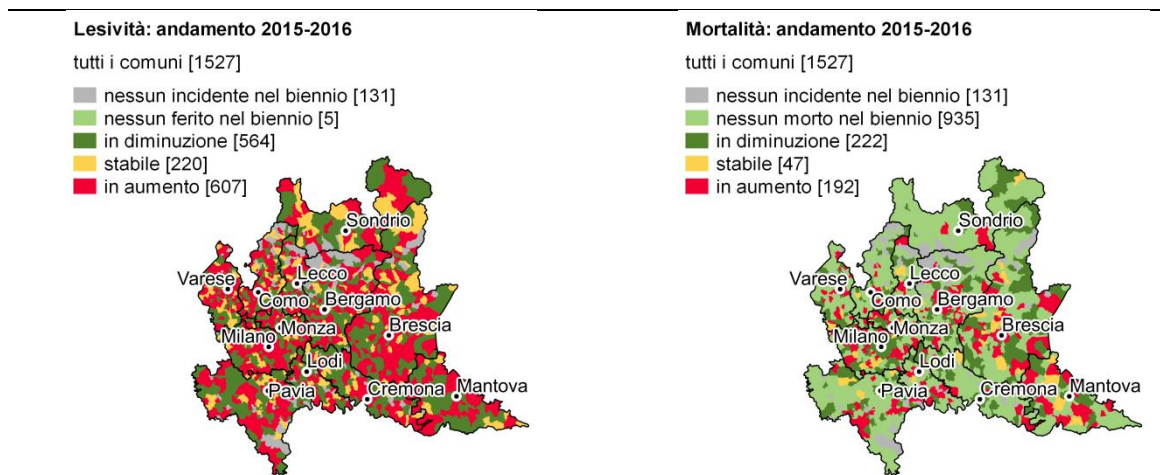 Lesività: andamento 2015-2016
tutti i comuni [1527]
nessun incidente nel biennio [131]
nessun ferito nel biennio [5]
in diminuzione [564]
stabile [220]
in aumento [607]
Sondrio
Varese
Lecco
Como
Bergamo
Monza
Brescia
Milano
Lodi
Pavia
Cremona
Mantova
Mortalità: andamento 2015-2016
tutti i comuni [1527]
nessun incidente nel biennio [131]
nessun morto nel biennio [935]
in diminuzione [222]
stabile [47]
in aumento [192]
Sondrio
Varese
Lecco
Como
Bergamo
Monza
Brescia
Milano
Lodi
Pavia
Cremona
Mantova